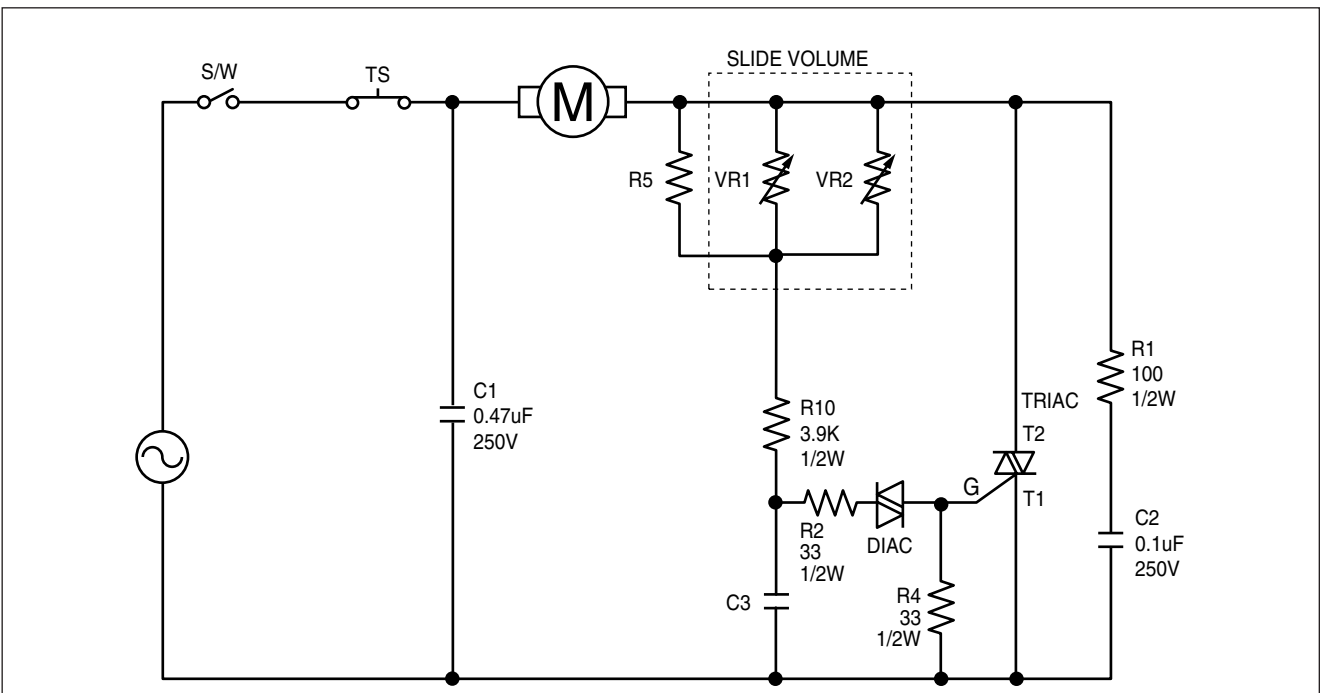 SLIDE VOLUME
S/W
TS
M
R5
VR1
VR2
C1
0.47uF
250V
R10
3.9K
1/2W
R1
100
1/2W
TRIAC
T2
G
T1
R2
33
1/2W
DIAC
C2
0.1uF
250V
C3
R4
33
1/2W